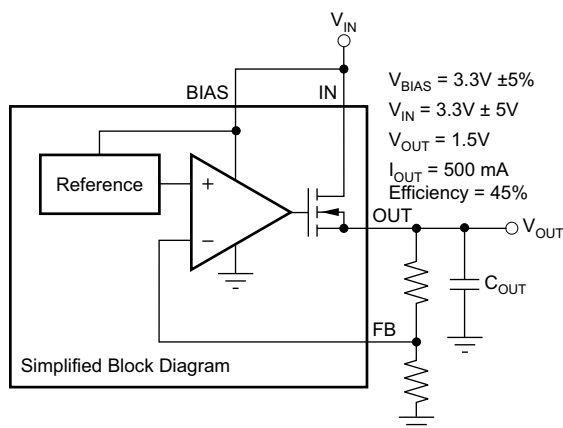 V_IN
BIAS
IN
V_BIAS = 3.3V ±5%
V_IN = 3.3V ± 5V
V_OUT = 1.5V
I_OUT = 500 mA
Efficiency = 45%
Reference
+
−
OUT
V_OUT
C_OUT
FB
Simplified Block Diagram